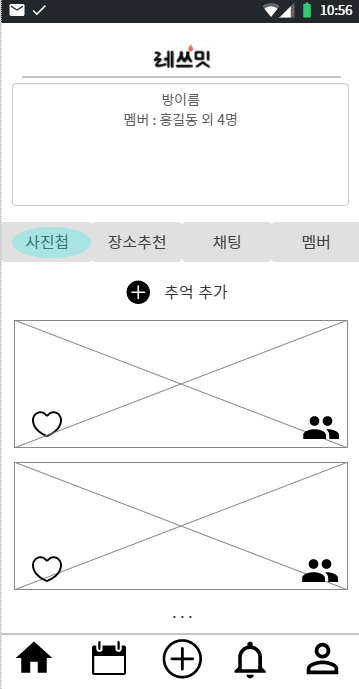 10:56
레쓰밋
방이름
멤버 : 홍길동 외 4명
사진첩 장소추천 채팅 멤버
추억 추가
...